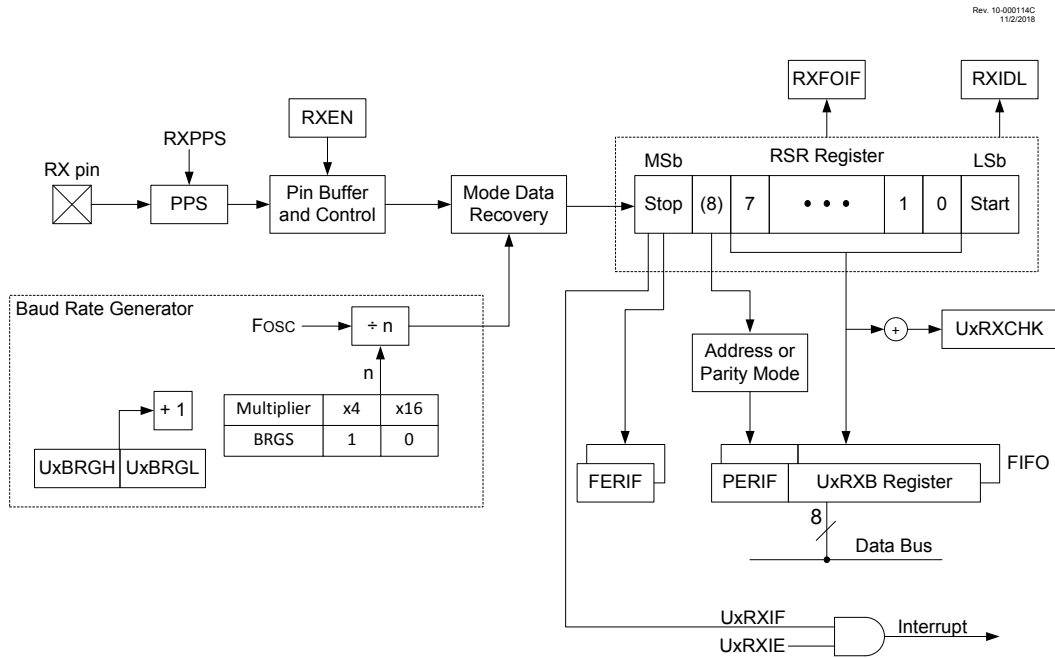 Rev. 10-000114C
11/2/2018
RXFOIF
RXIDL
RXEN
RXPPS
RX pin
PPS
Pin Buffer
and Control
Mode Data
Recovery
MSb
RSR Register
LSb
Stop
(8)
7
• • •
1
0
Start
Baud Rate Generator
FOSC
÷ n
n
+ 1
Multiplier
x4
x16
BRGS
1
0
UxBRGH
UxBRGL
+
UxRXCHK
Address or
Parity Mode
FERIF
PERIF
UxRXB Register
FIFO
8
Data Bus
UxRXIF
UxRXIE
Interrupt